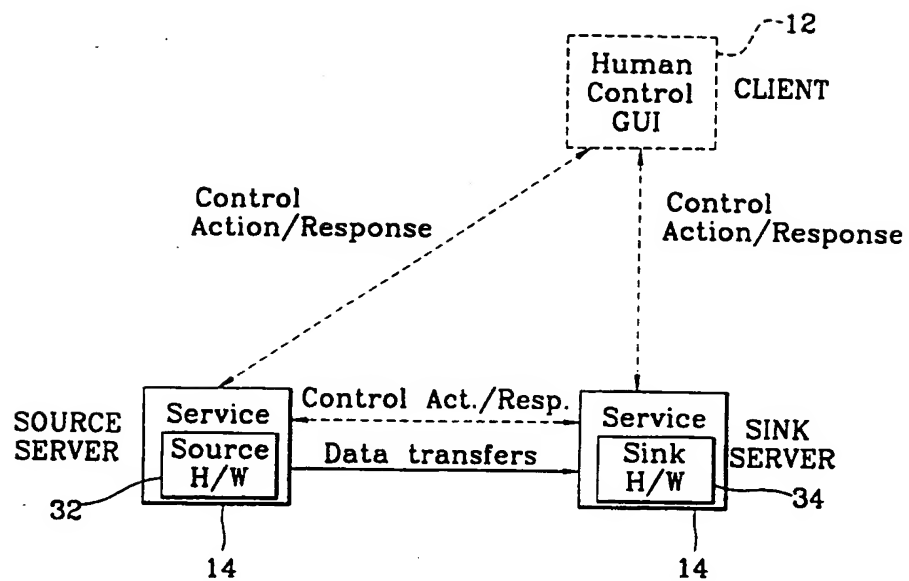 12
Human
Control
GUI
CLIENT
Control
Action/Response
Control
Action/Response
SOURCE
SERVER
Service
Source
H/W
Control Act./Resp.
Data transfers
Service
Sink
H/W
SINK
SERVER
32
34
14
14